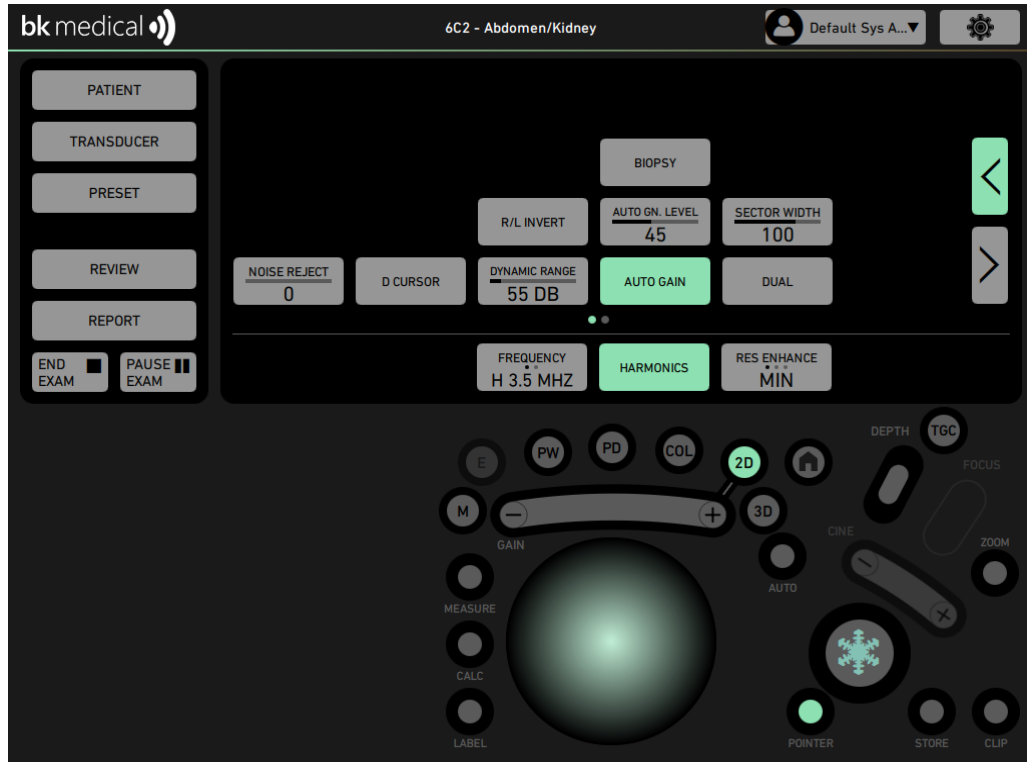 bk medical
6C2 - Abdomen/Kidney
Default Sys A...▼
PATIENT
TRANSDUCER
PRESET
REVIEW
REPORT
END
EXAM
PAUSE
EXAM
BIOPSY
R/L INVERT
AUTO GN. LEVEL
45
SECTOR WIDTH
100
NOISE REJECT
0
D CURSOR
DYNAMIC RANGE
55 DB
AUTO GAIN
DUAL
FREQUENCY
H 3.5 MHZ
HARMONICS
RES ENHANCE
MIN
E
PW
PD
COL
2D
DEPTH
TGC
FOCUS
M
3D
GAIN
CINE
ZOOM
AUTO
MEASURE
CALC
LABEL
POINTER
STORE
CLIP